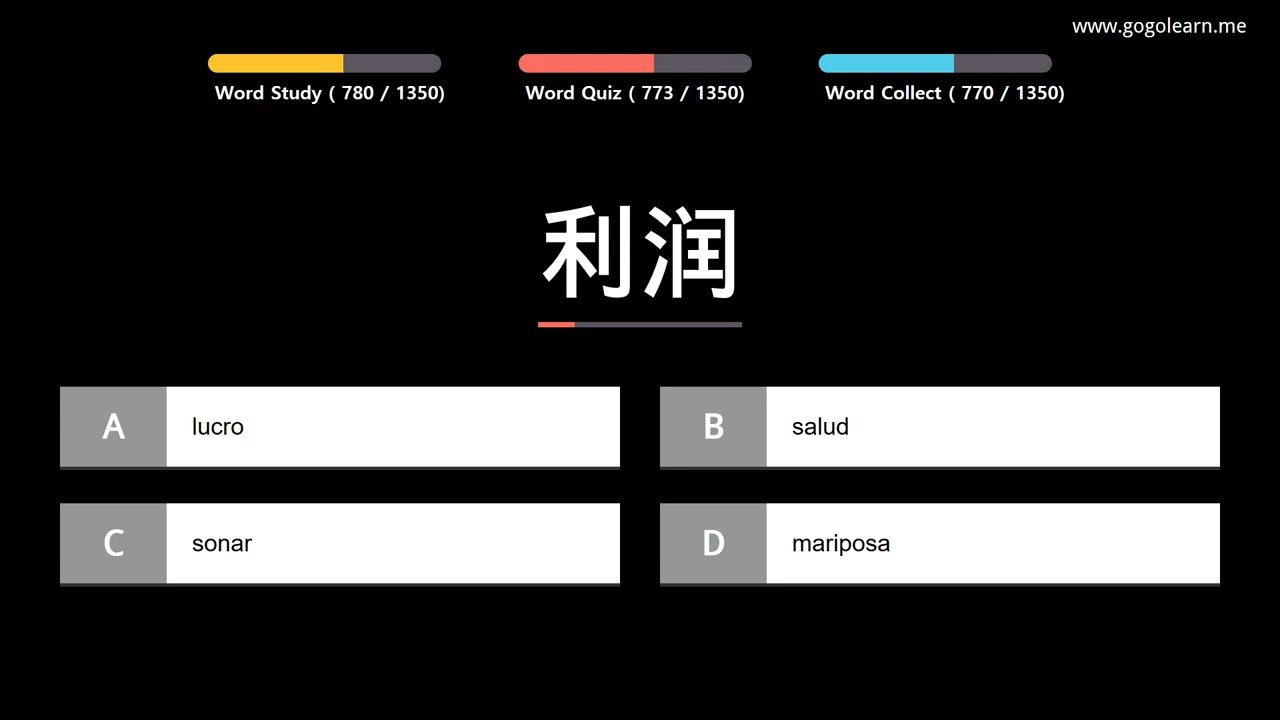 www.gogolearn.me
Word Study ( 780 / 1350)
Word Quiz ( 773 / 1350)
Word Collect ( 770 / 1350)
利润
A
lucro
B
salud
C
sonar
D
mariposa